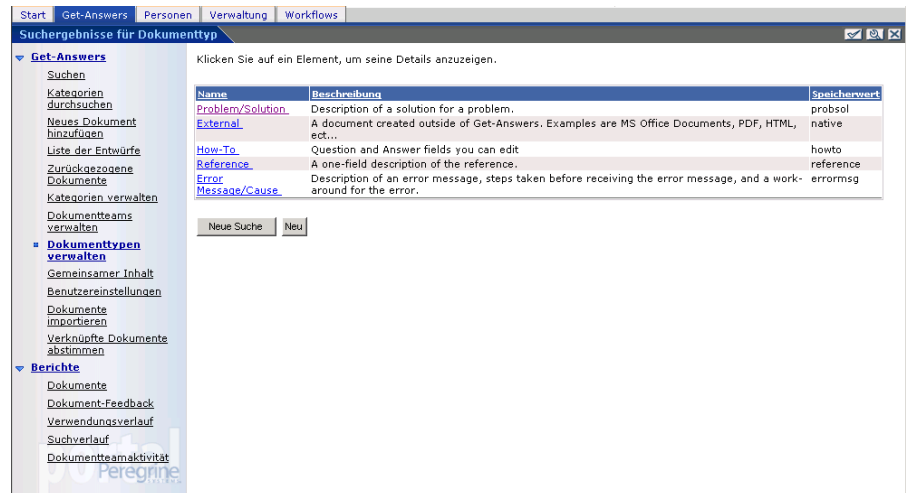 Start Get-Answers Personen Verwaltung Workflows
Suchergebnisse für Dokumenttyp
Get-Answers
Suchen
Kategorien
durchsuchen
Neues Dokument
hinzufügen
Liste der Entwürfe
Zurückgezogene
Dokumente
Kategorien verwalten
Dokumentteams
verwalten
Dokumenttypen
verwalten
Gemeinsamer Inhalt
Benutzereinstellungen
Dokumente
importieren
Verknüpfte Dokumente
abstimmen
Berichte
Dokumente
Dokument-Feedback
Verwendungsverlauf
Suchverlauf
Dokumentteamaktivität
portal
Peregrine
Klicken Sie auf ein Element, um seine Details anzuzeigen.
Name Beschreibung Speicherwert
Problem/Solution Description of a solution for a problem. probsol
External A document created outside of Get-Answers. Examples are MS Office Documents, PDF, HTML, native
ect...
How-To Question and Answer fields you can edit howto
Reference A one-field description of the reference. reference
Error Description of an error message, steps taken before receiving the error message, and a work- errormsg
Message/Cause around for the error.
Neue Suche Neu